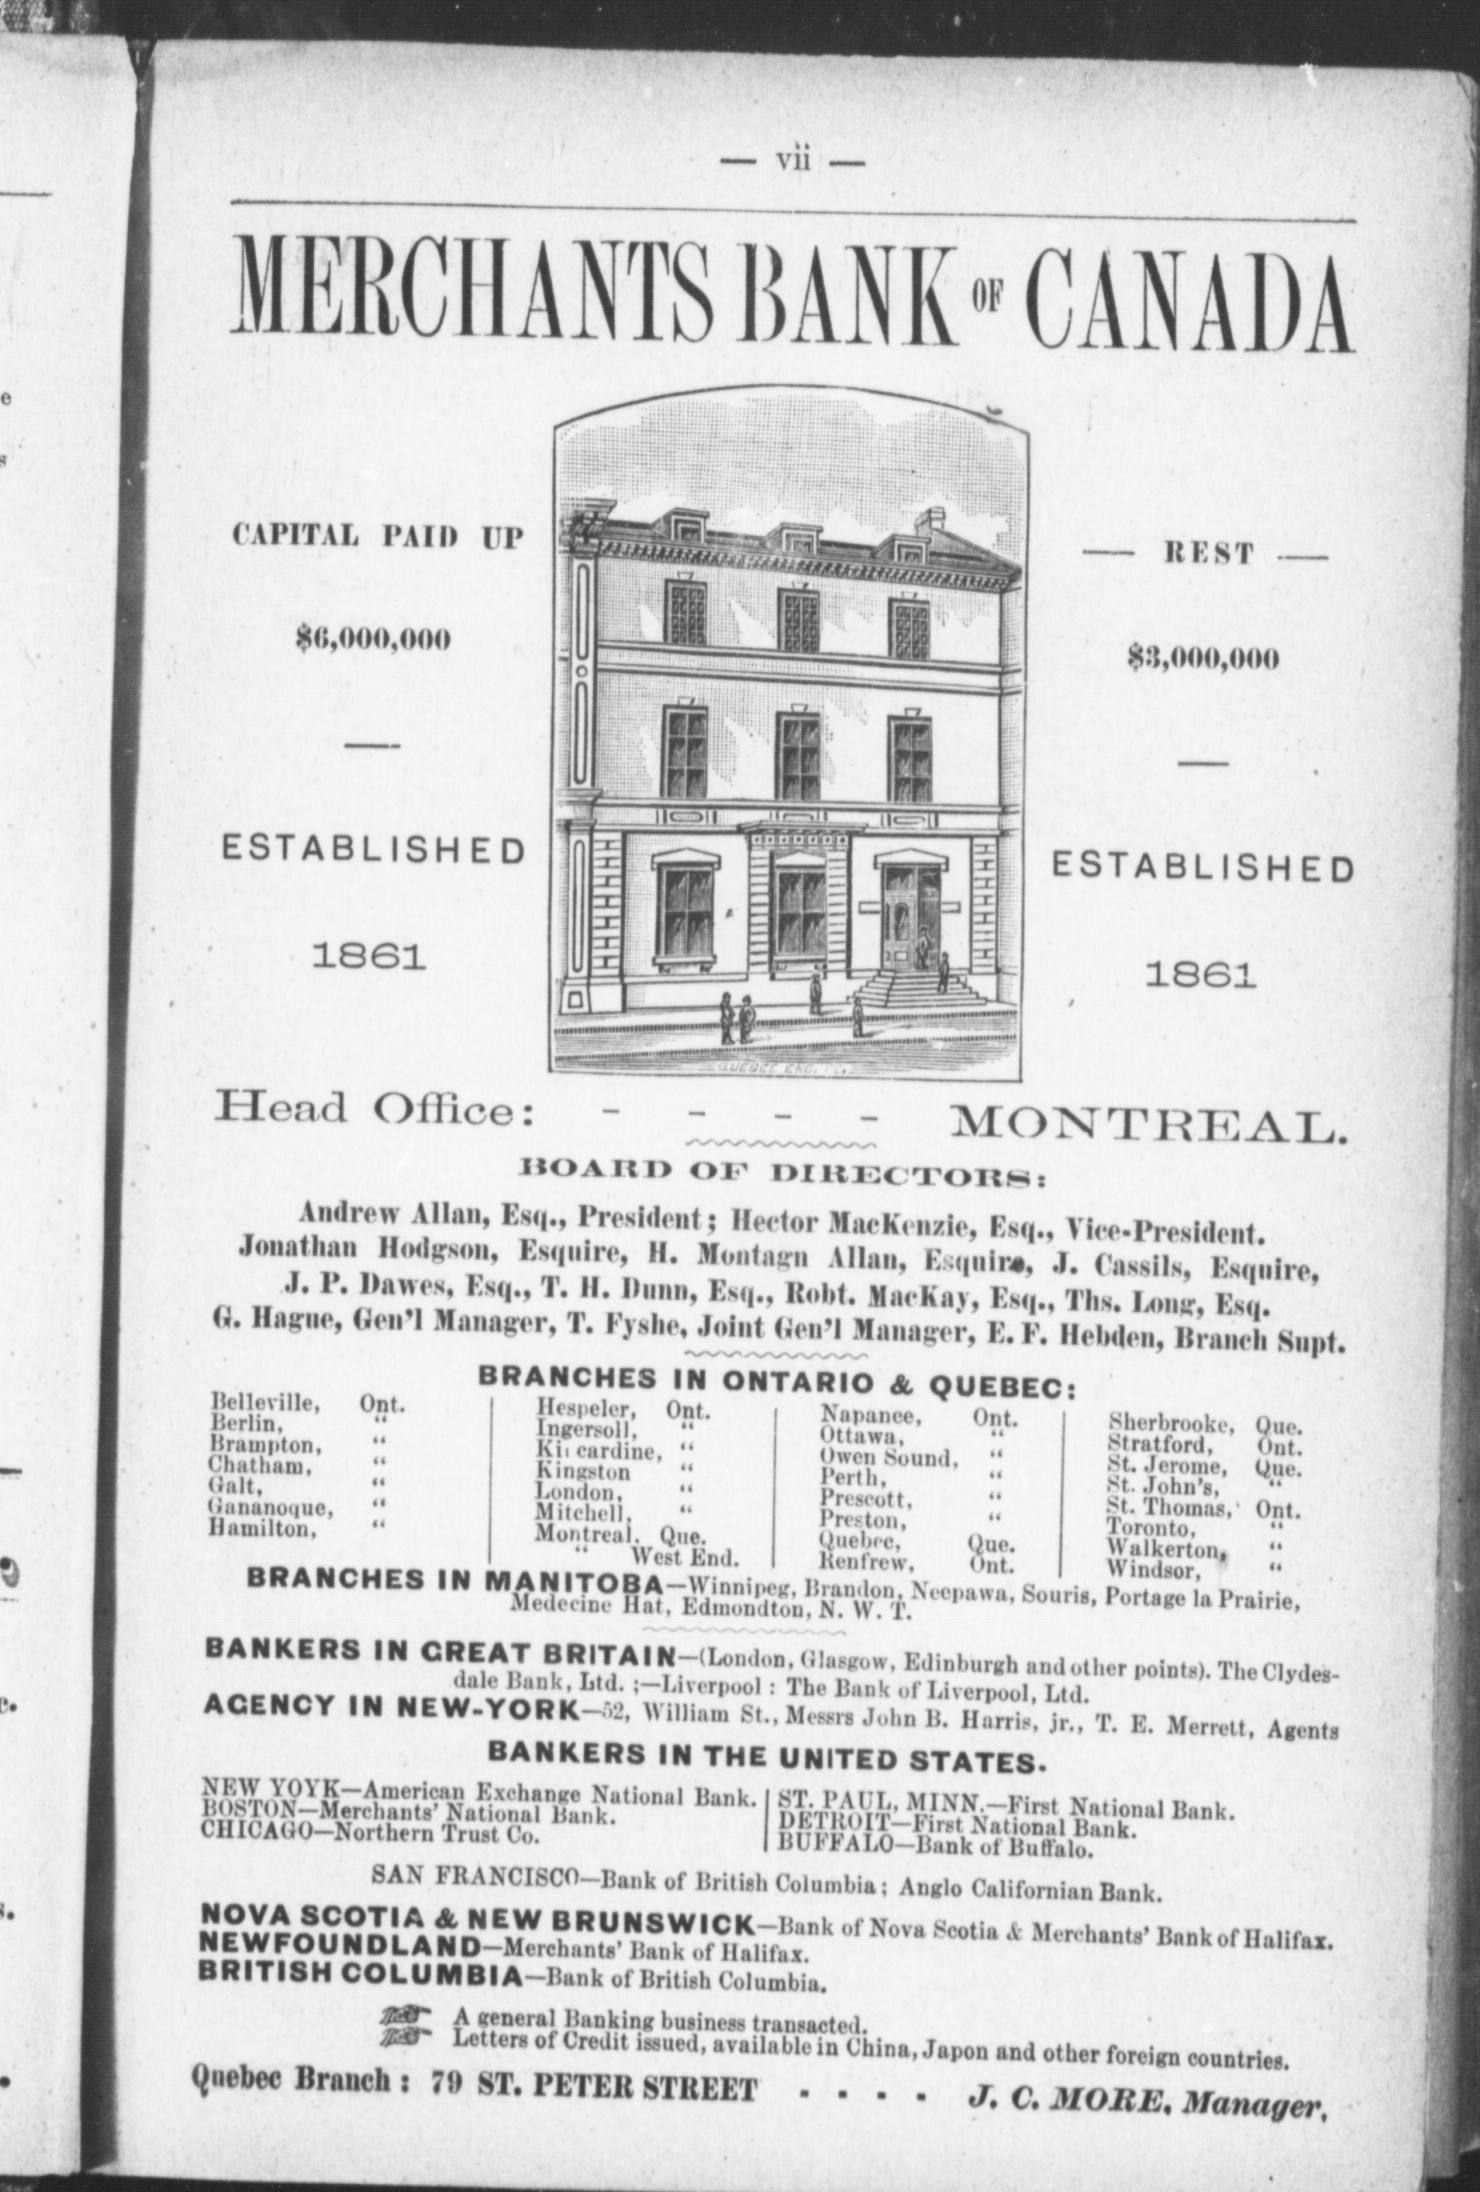 — vii —
MERCHANTS BANK OF CANADA
CAPITAL PAID UP
$6,000,000
ESTABLISHED
1861
— REST —
$3,000,000
ESTABLISHED
1861
QUEBEC ENG.
Head Office: - - - - MONTREAL.
BOARD OF DIRECTORS:
Andrew Allan, Esq., President; Hector MacKenzie, Esq., Vice-President.
Jonathan Hodgson, Esquire, H. Montagu Allan, Esquire, J. Cassils, Esquire,
J. P. Dawes, Esq., T. H. Dunn, Esq., Robt. MacKay, Esq., Ths. Long, Esq.
G. Hague, Gen'l Manager, T. Fyshe, Joint Gen'l Manager, E. F. Hebden, Branch Supt.
BRANCHES IN ONTARIO & QUEBEC:
Belleville, Ont.
Berlin, "
Brampton, "
Chatham, "
Galt, "
Gananoque, "
Hamilton, "
Hespeler, Ont.
Ingersoll, "
Kincardine, "
Kingston "
London, "
Mitchell, "
Montreal, Que.
" West End.
Napanee, Ont.
Ottawa, "
Owen Sound, "
Perth, "
Prescott, "
Preston, "
Quebec, Que.
Renfrew, Ont.
Sherbrooke, Que.
Stratford, Ont.
St. Jerome, Que.
St. John's, "
St. Thomas, Ont.
Toronto, "
Walkerton, "
Windsor, "
BRANCHES IN MANITOBA—Winnipeg, Brandon, Neepawa, Souris, Portage la Prairie,
Medecine Hat, Edmondton, N. W. T.
BANKERS IN GREAT BRITAIN—(London, Glasgow, Edinburgh and other points). The Clydes-
dale Bank, Ltd. ;—Liverpool : The Bank of Liverpool, Ltd.
AGENCY IN NEW-YORK—52, William St., Messrs John B. Harris, jr., T. E. Merrett, Agents
BANKERS IN THE UNITED STATES.
NEW YOYK—American Exchange National Bank.
BOSTON—Merchants' National Bank.
CHICAGO—Northern Trust Co.
ST. PAUL, MINN.—First National Bank.
DETROIT—First National Bank.
BUFFALO—Bank of Buffalo.
SAN FRANCISCO—Bank of British Columbia; Anglo Californian Bank.
NOVA SCOTIA & NEW BRUNSWICK—Bank of Nova Scotia & Merchants' Bank of Halifax.
NEWFOUNDLAND—Merchants' Bank of Halifax.
BRITISH COLUMBIA—Bank of British Columbia.
☞ A general Banking business transacted.
☞ Letters of Credit issued, available in China, Japon and other foreign countries.
Quebec Branch : 79 ST. PETER STREET - - - - J. C. MORE, Manager,